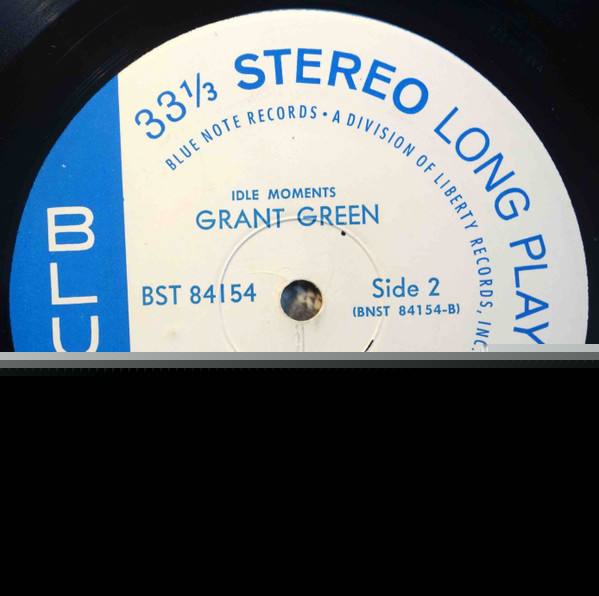 33⅓ STEREO LONG PLAY
BLUE NOTE RECORDS • A DIVISION OF LIBERTY RECORDS, INC.
IDLE MOMENTS
GRANT GREEN
BST 84154
Side 2
(BNST 84154-B)
B
L
U